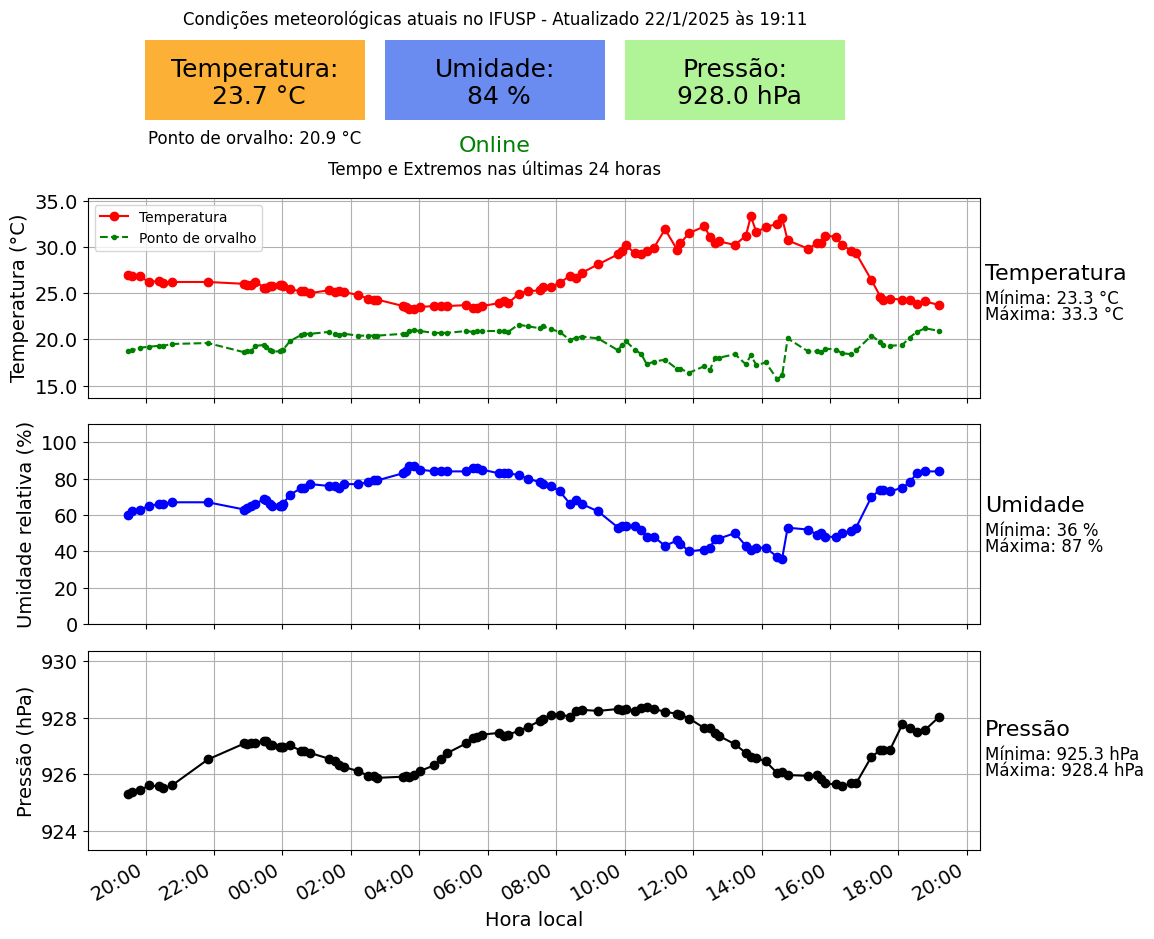 Condições meteorológicas atuais no IFUSP - Atualizado 22/1/2025 às 19:11
Temperatura:
23.7 °C
Umidade:
84 %
Pressão:
928.0 hPa
Ponto de orvalho: 20.9 °C
Online
Tempo e Extremos nas últimas 24 horas
Temperatura (°C)
35.0
30.0
25.0
20.0
15.0
Temperatura
Ponto de orvalho
Temperatura
Mínima: 23.3 °C
Máxima: 33.3 °C
Umidade relativa (%)
100
80
60
40
20
0
Umidade
Mínima: 36 %
Máxima: 87 %
Pressão (hPa)
930
928
926
924
Pressão
Mínima: 925.3 hPa
Máxima: 928.4 hPa
20:00 22:00 00:00 02:00 04:00 06:00 08:00 10:00 12:00 14:00 16:00 18:00 20:00
Hora local